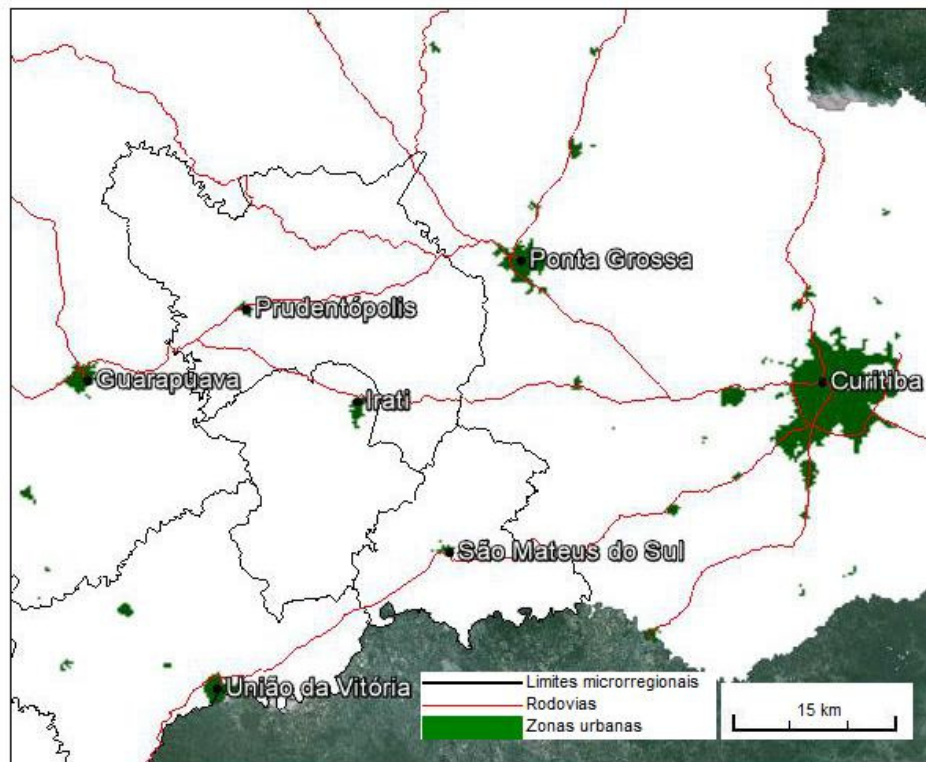 Ponta Grossa
Prudentópolis
Guarapuava
Irati
Curitiba
São Mateus do Sul
União da Vitória
Limites microrregionais
Rodovias
Zonas urbanas
15 km